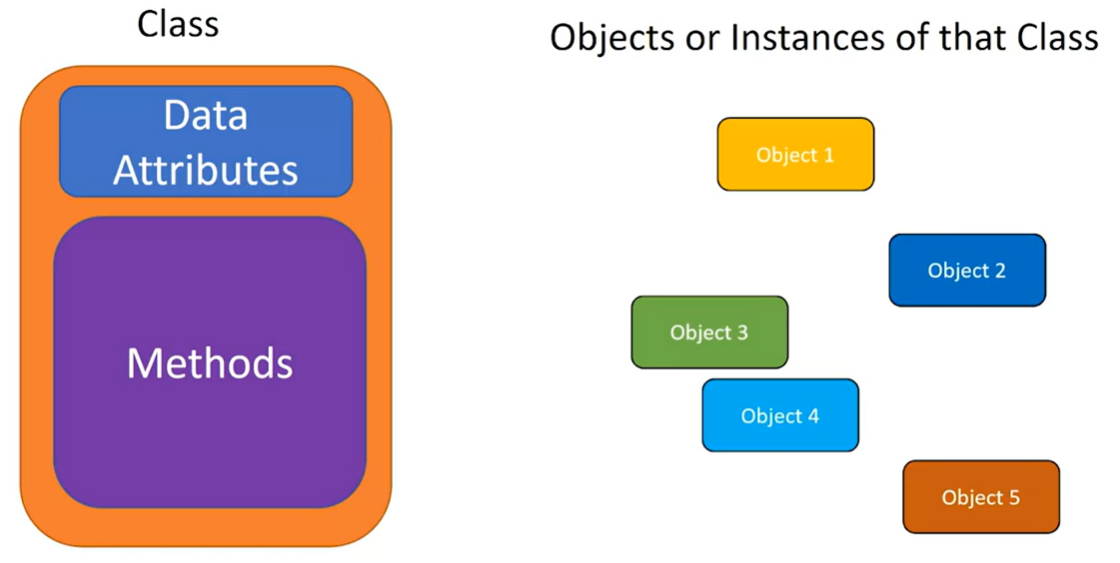 Class
Data
Attributes
Methods
Objects or Instances of that Class
Object 1
Object 2
Object 3
Object 4
Object 5